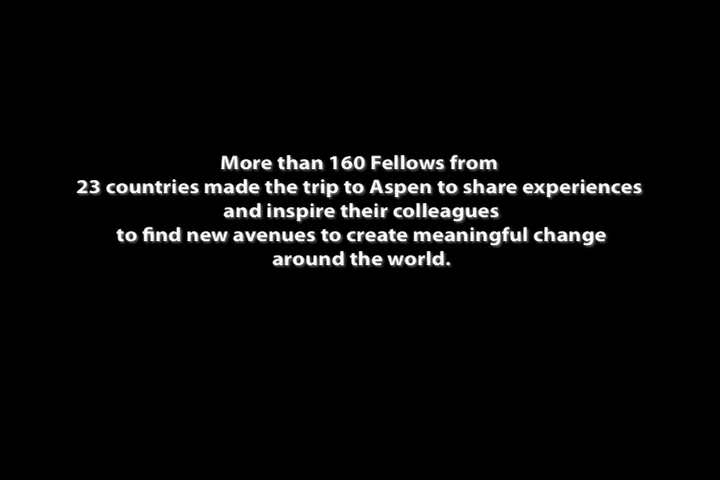 More than 160 Fellows from
23 countries made the trip to Aspen to share experiences
and inspire their colleagues
to find new avenues to create meaningful change
around the world.